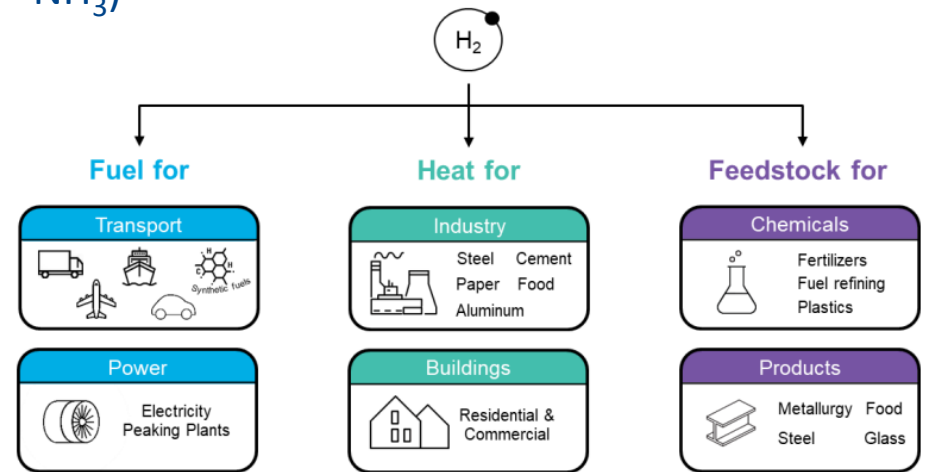 NH₃)
H₂
Fuel for
Heat for
Feedstock for
Transport
H
C H
Synthetic fuels
Power
Electricity
Peaking Plants
Industry
Steel Cement
Paper Food
Aluminum
Buildings
Residential &
Commercial
Chemicals
Fertilizers
Fuel refining
Plastics
Products
Metallurgy Food
Steel Glass